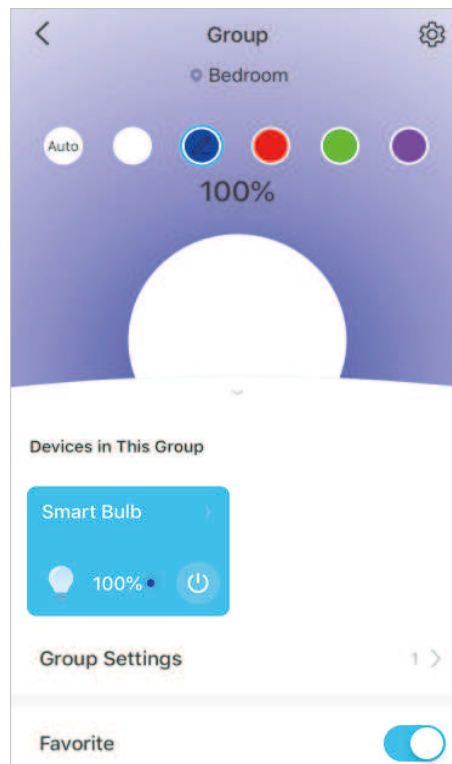 Group
Bedroom
Auto
100%
Devices in This Group
Smart Bulb
100%
Group Settings
1
Favorite